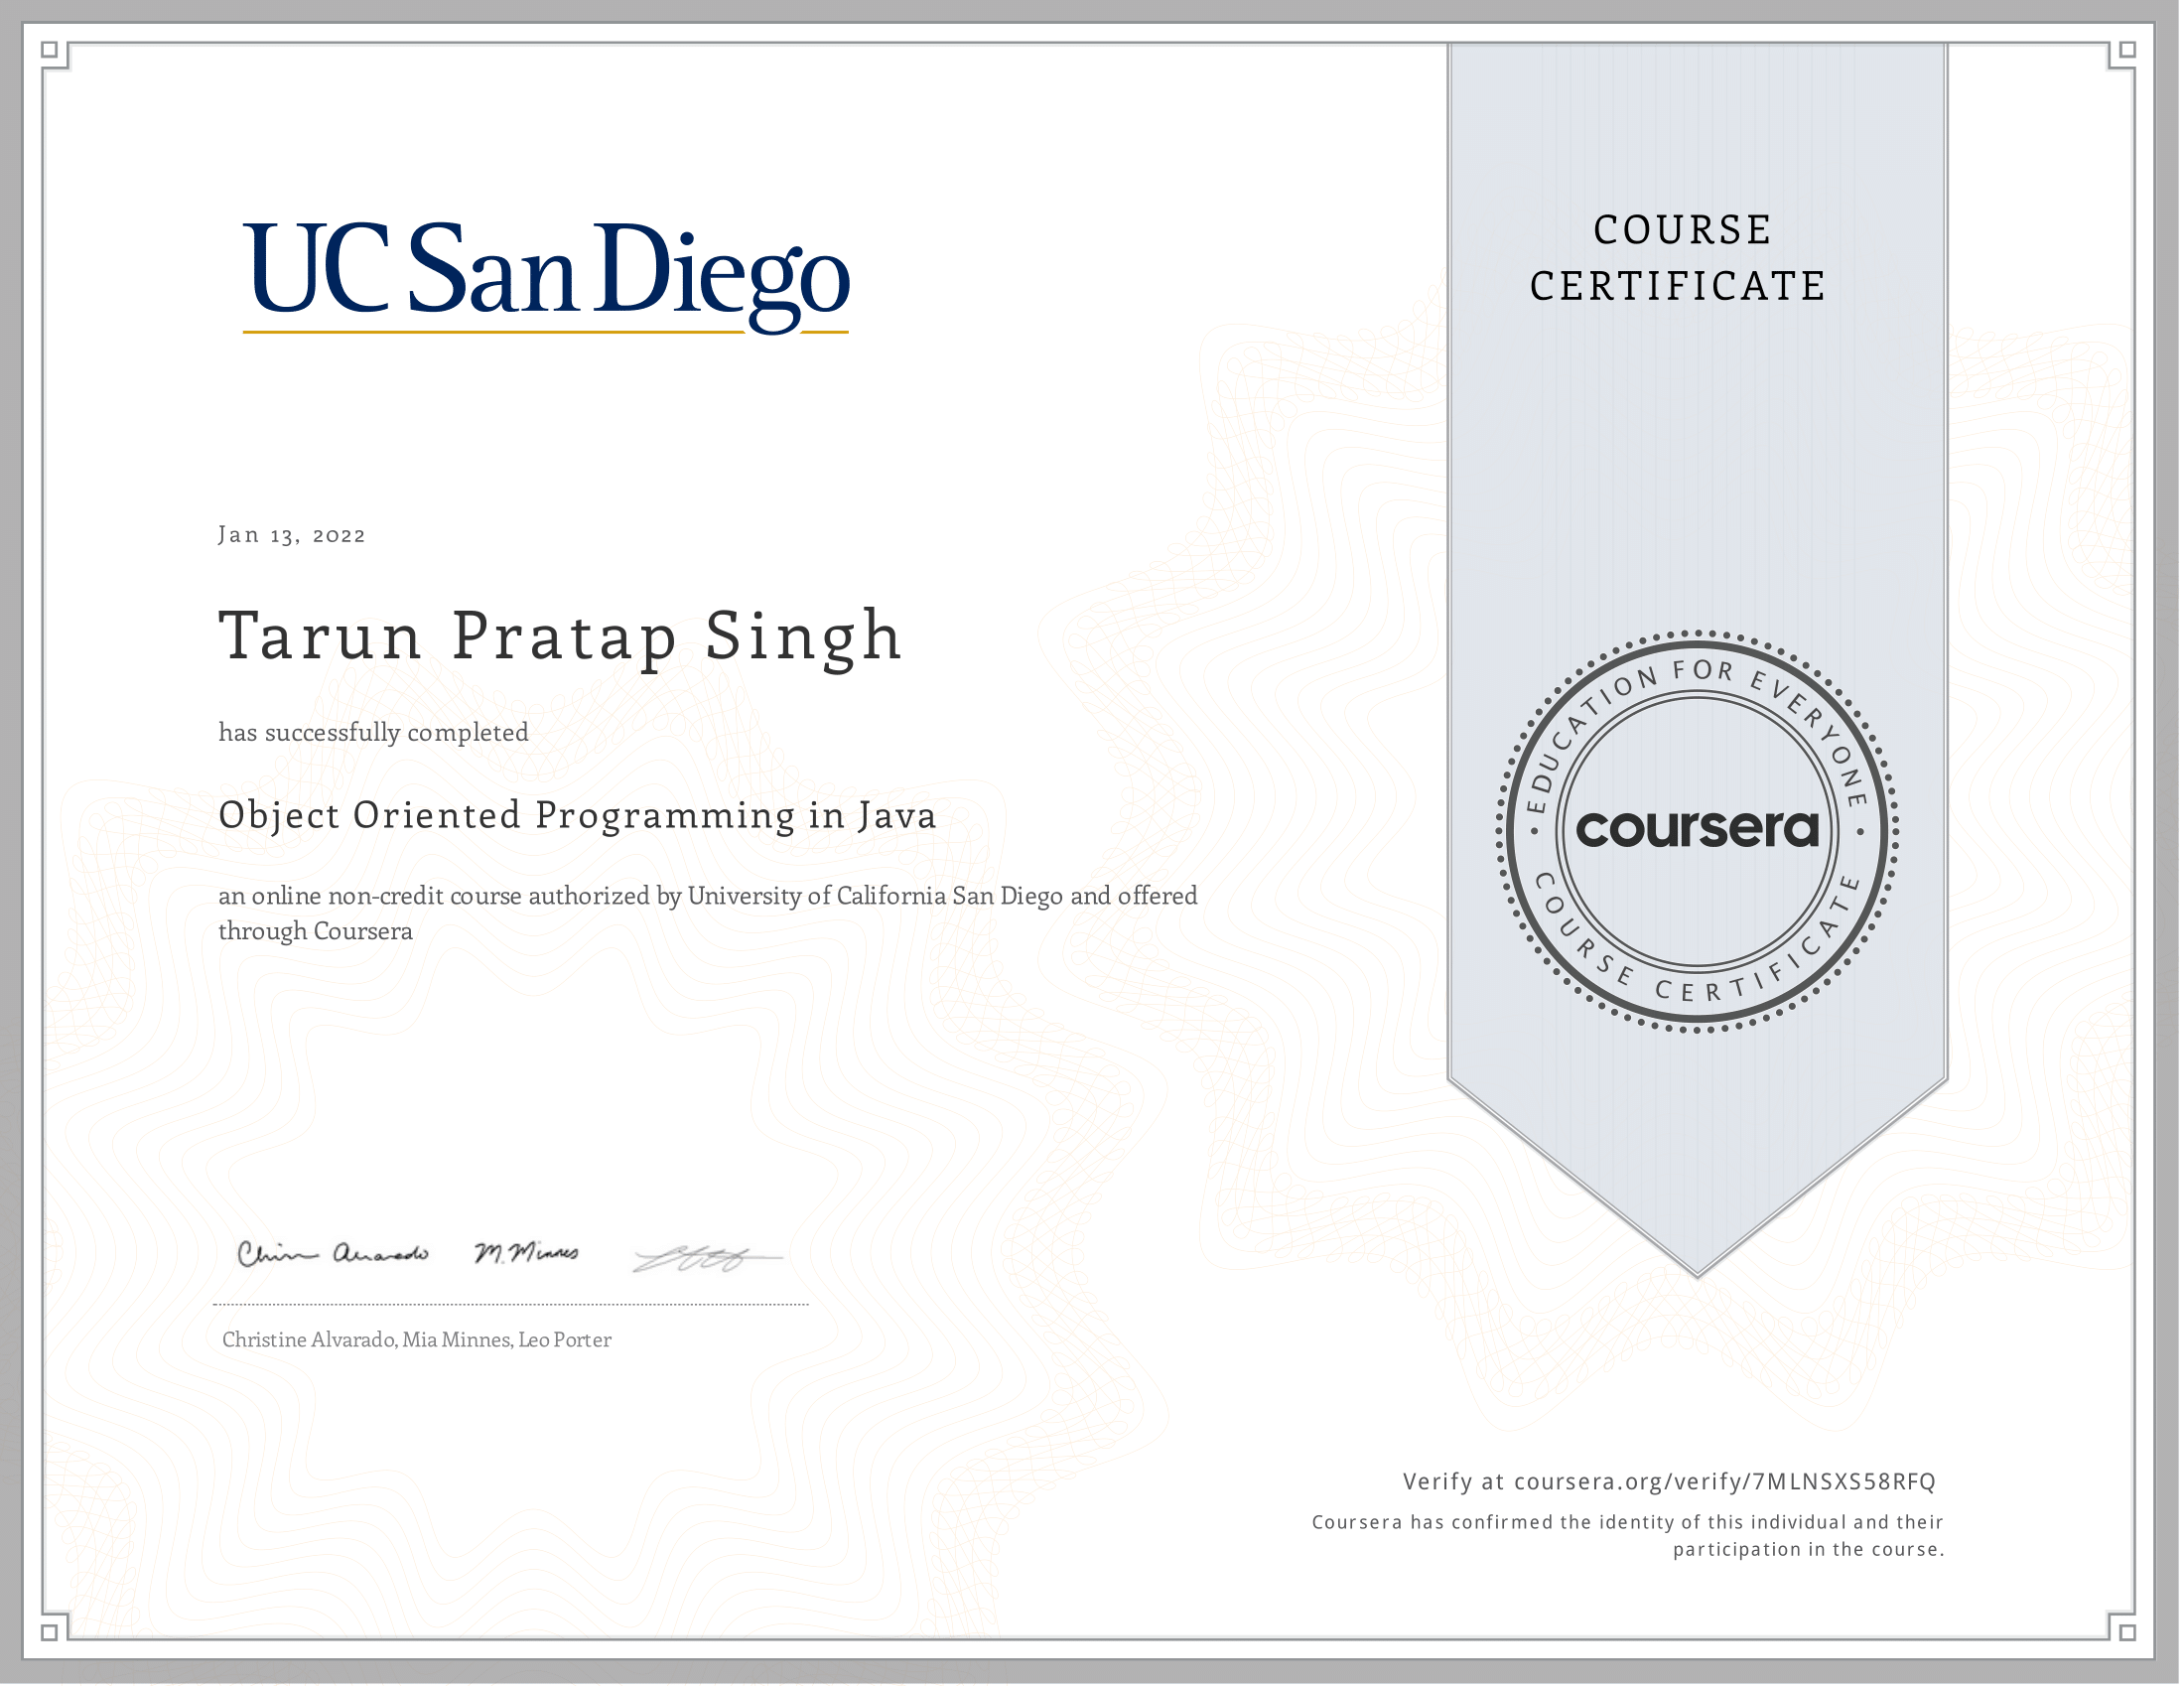 UC San Diego
COURSE
CERTIFICATE
Jan 13, 2022
Tarun Pratap Singh
has successfully completed
Object Oriented Programming in Java
an online non-credit course authorized by University of California San Diego and offered
through Coursera
EDUCATION FOR EVERYONE
coursera
COURSE CERTIFICATE
M. Minnes
Christine Alvarado, Mia Minnes, Leo Porter
Verify at coursera.org/verify/7MLNSXS58RFQ
Coursera has confirmed the identity of this individual and their
participation in the course.